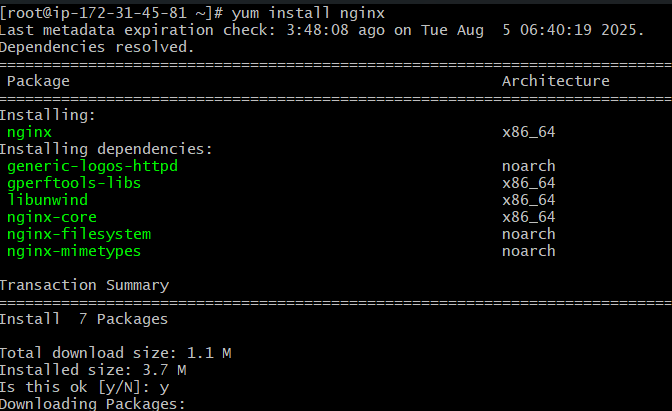 [root@ip-172-31-45-81 ~]# yum install nginx
Last metadata expiration check: 3:48:08 ago on Tue Aug  5 06:40:19 2025.
Dependencies resolved.
================================================================================
 Package                                                   Architecture
================================================================================
Installing:
 nginx                                                     x86_64
Installing dependencies:
 generic-logos-httpd                                       noarch
 gperftools-libs                                           x86_64
 libunwind                                                 x86_64
 nginx-core                                                x86_64
 nginx-filesystem                                          noarch
 nginx-mimetypes                                           noarch

Transaction Summary
================================================================================
Install  7 Packages

Total download size: 1.1 M
Installed size: 3.7 M
Is this ok [y/N]: y
Downloading Packages: